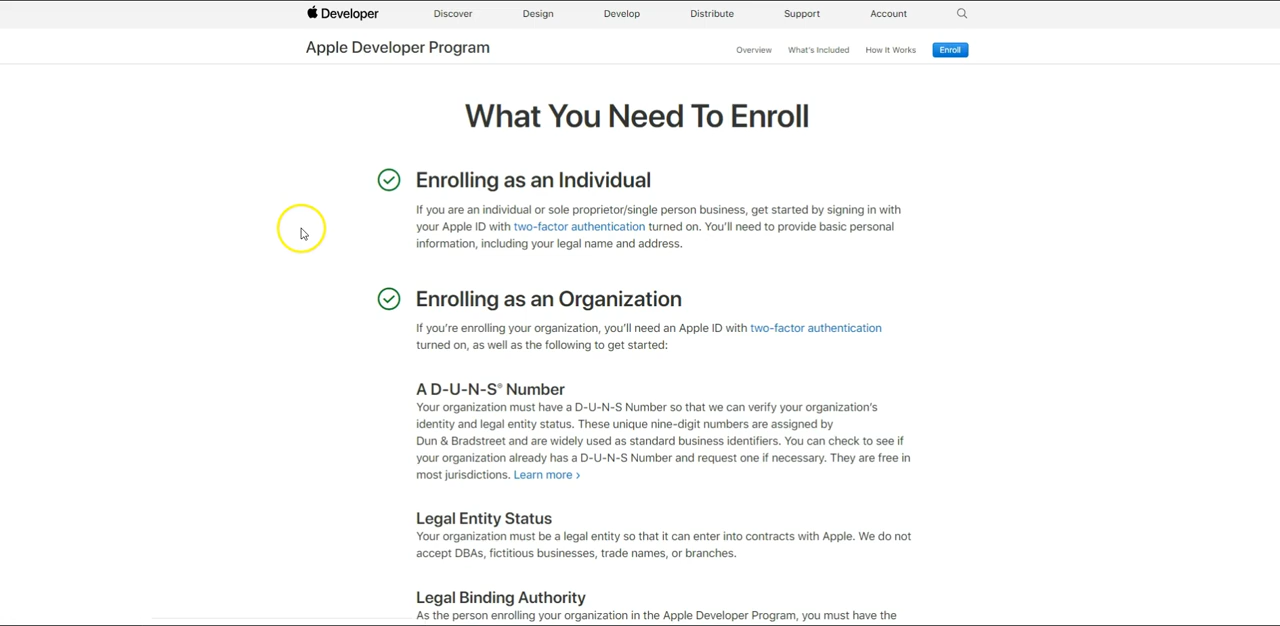 Developer Discover Design Develop Distribute Support Account
Apple Developer Program Overview What's Included How It Works Enroll
What You Need To Enroll
Enrolling as an Individual
If you are an individual or sole proprietor/single person business, get started by signing in with
your Apple ID with two-factor authentication turned on. You'll need to provide basic personal
information, including your legal name and address.
Enrolling as an Organization
If you're enrolling your organization, you'll need an Apple ID with two-factor authentication
turned on, as well as the following to get started:
A D-U-N-S® Number
Your organization must have a D-U-N-S Number so that we can verify your organization's
identity and legal entity status. These unique nine-digit numbers are assigned by
Dun & Bradstreet and are widely used as standard business identifiers. You can check to see if
your organization already has a D-U-N-S Number and request one if necessary. They are free in
most jurisdictions. Learn more ›
Legal Entity Status
Your organization must be a legal entity so that it can enter into contracts with Apple. We do not
accept DBAs, fictitious businesses, trade names, or branches.
Legal Binding Authority
As the person enrolling your organization in the Apple Developer Program, you must have the